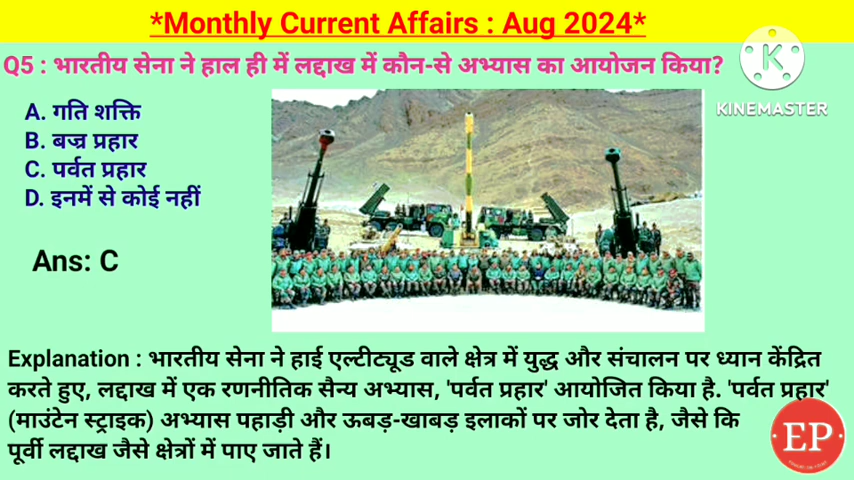 *Monthly Current Affairs : Aug 2024*
Q5 : भारतीय सेना ने हाल ही में लद्दाख में कौन-से अभ्यास का आयोजन किया?
K
KINEMASTER
A. गति शक्ति
B. बज्र प्रहार
C. पर्वत प्रहार
D. इनमें से कोई नहीं
Ans: C
Explanation : भारतीय सेना ने हाई एल्टीट्यूड वाले क्षेत्र में युद्ध और संचालन पर ध्यान केंद्रित
करते हुए, लद्दाख में एक रणनीतिक सैन्य अभ्यास, 'पर्वत प्रहार' आयोजित किया है. 'पर्वत प्रहार'
(माउंटेन स्ट्राइक) अभ्यास पहाड़ी और ऊबड़-खाबड़ इलाकों पर जोर देता है, जैसे कि
पूर्वी लद्दाख जैसे क्षेत्रों में पाए जाते हैं।
EP